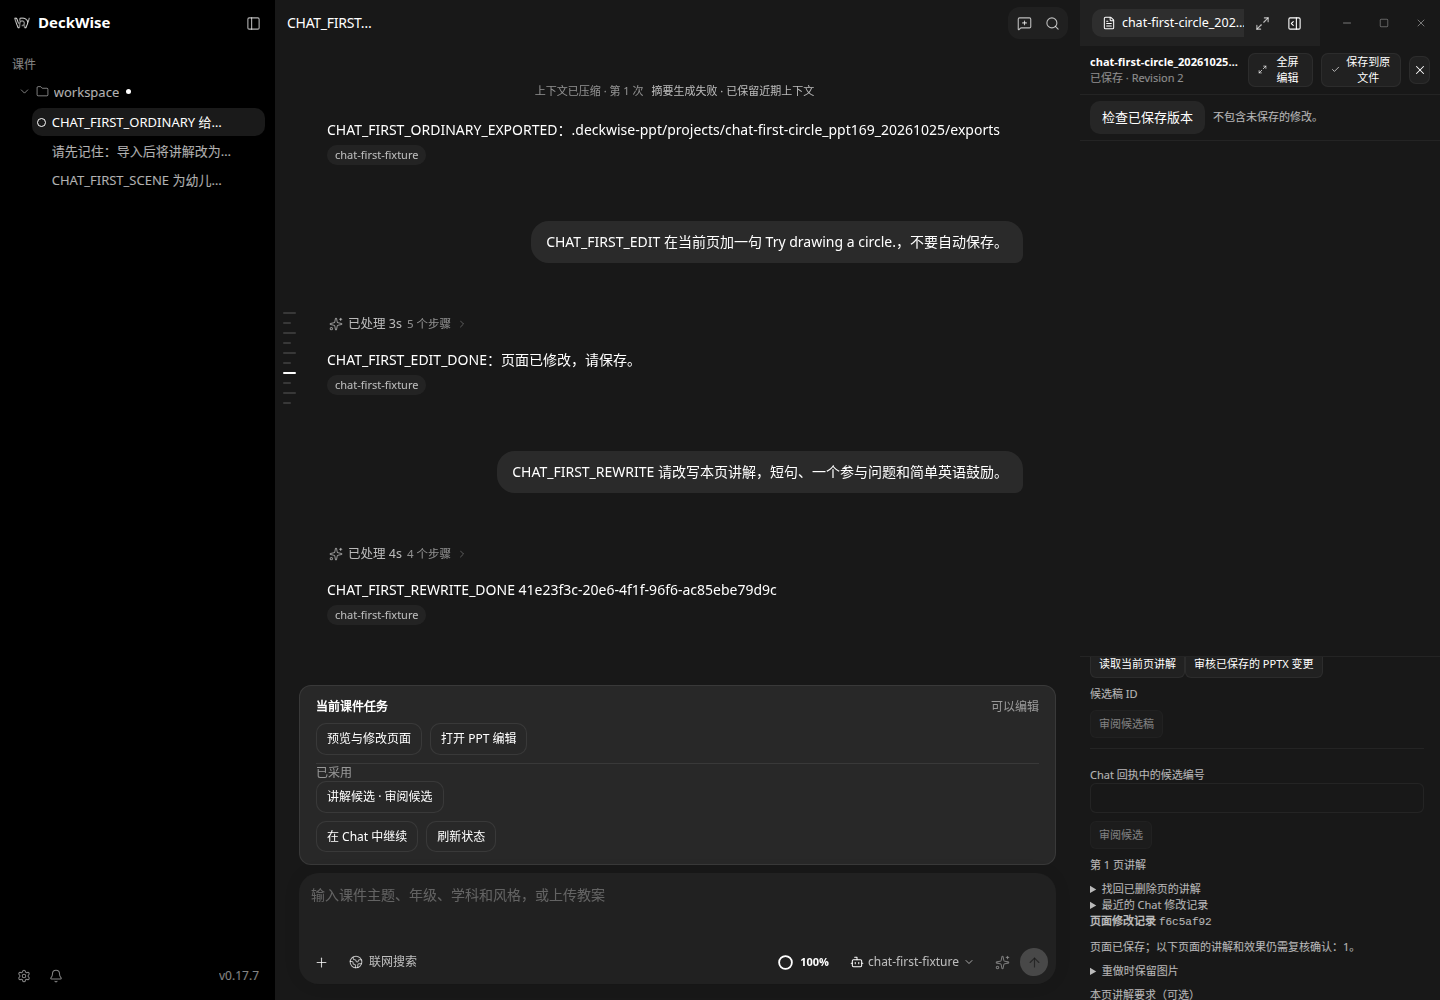 DeckWise
课件
workspace
CHAT_FIRST_ORDINARY 给...
请先记住：导入后将讲解改为...
CHAT_FIRST_SCENE 为幼儿...
v0.17.7
CHAT_FIRST...
上下文已压缩 · 第 1 次 摘要生成失败 · 已保留近期上下文
CHAT_FIRST_ORDINARY_EXPORTED：.deckwise-ppt/projects/chat-first-circle_ppt169_20261025/exports
chat-first-fixture
CHAT_FIRST_EDIT 在当前页加一句 Try drawing a circle.，不要自动保存。
已处理 3s 5 个步骤
CHAT_FIRST_EDIT_DONE：页面已修改，请保存。
chat-first-fixture
CHAT_FIRST_REWRITE 请改写本页讲解，短句、一个参与问题和简单英语鼓励。
已处理 4s 4 个步骤
CHAT_FIRST_REWRITE_DONE 41e23f3c-20e6-4f1f-96f6-ac85ebe79d9c
chat-first-fixture
当前课件任务 可以编辑
预览与修改页面 打开 PPT 编辑
已采用
讲解候选 · 审阅候选
在 Chat 中继续 刷新状态
输入课件主题、年级、学科和风格，或上传教案
联网搜索 100% chat-first-fixture
chat-first-circle_202...
chat-first-circle_20261025...
已保存 · Revision 2
全屏
编辑
保存到原
文件
检查已保存版本 不包含未保存的修改。
读取当前页讲解 审核已保存的 PPTX 变更
候选稿 ID
审阅候选稿
Chat 回执中的候选编号
审阅候选
第 1 页讲解
找回已删除页的讲解
最近的 Chat 修改记录
页面修改记录 f6c5af92
页面已保存；以下页面的讲解和效果仍需复核确认：1。
重做时保留图片
本页讲解要求（可选）